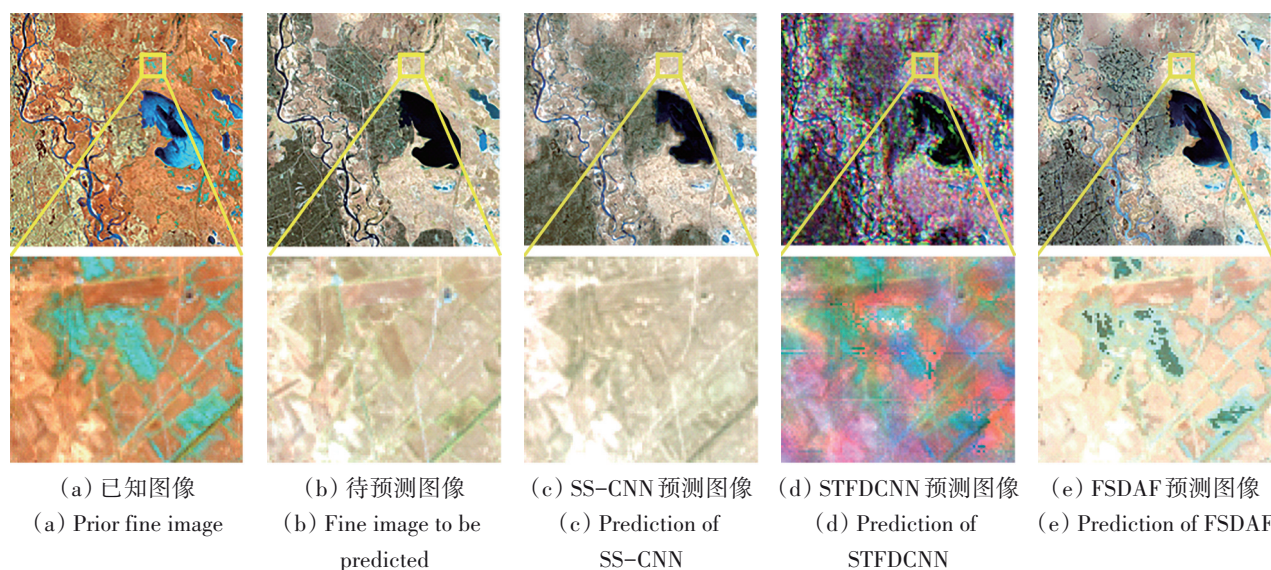 (a) 已知图像
(a) Prior fine image
(b) 待预测图像
(b) Fine image to be
predicted
(c) SS-CNN 预测图像
(c) Prediction of
SS-CNN
(d) STFDCNN 预测图像
(d) Prediction of
STFDCNN
(e) FSDAF 预测图像
(e) Prediction of FSDAF